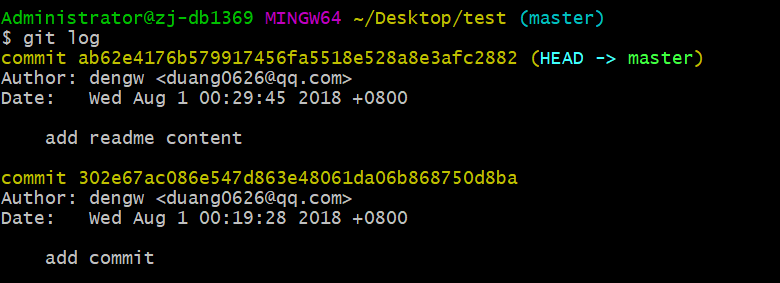 Administrator@zj-db1369 MINGW64 ~/Desktop/test (master)
$ git log
commit ab62e4176b579917456fa5518e528a8e3afc2882 (HEAD -> master)
Author: dengw <duang0626@qq.com>
Date:   Wed Aug 1 00:29:45 2018 +0800
    add readme content
commit 302e67ac086e547d863e48061da06b868750d8ba
Author: dengw <duang0626@qq.com>
Date:   Wed Aug 1 00:19:28 2018 +0800
    add commit